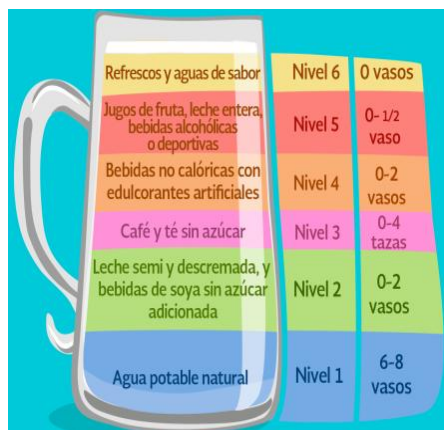 Refrescos y aguas de sabor
Nivel 6
0 vasos
Jugos de fruta, leche entera,
bebidas alcohólicas
o deportivas
Nivel 5
0- 1/2
vaso
Bebidas no calóricas con
edulcorantes artificiales
Nivel 4
0-2
vasos
Café y té sin azúcar
Nivel 3
0-4
tazas
Leche semi y descremada, y
bebidas de soya sin azúcar
adicionada
Nivel 2
0-2
vasos
Agua potable natural
Nivel 1
6-8
vasos